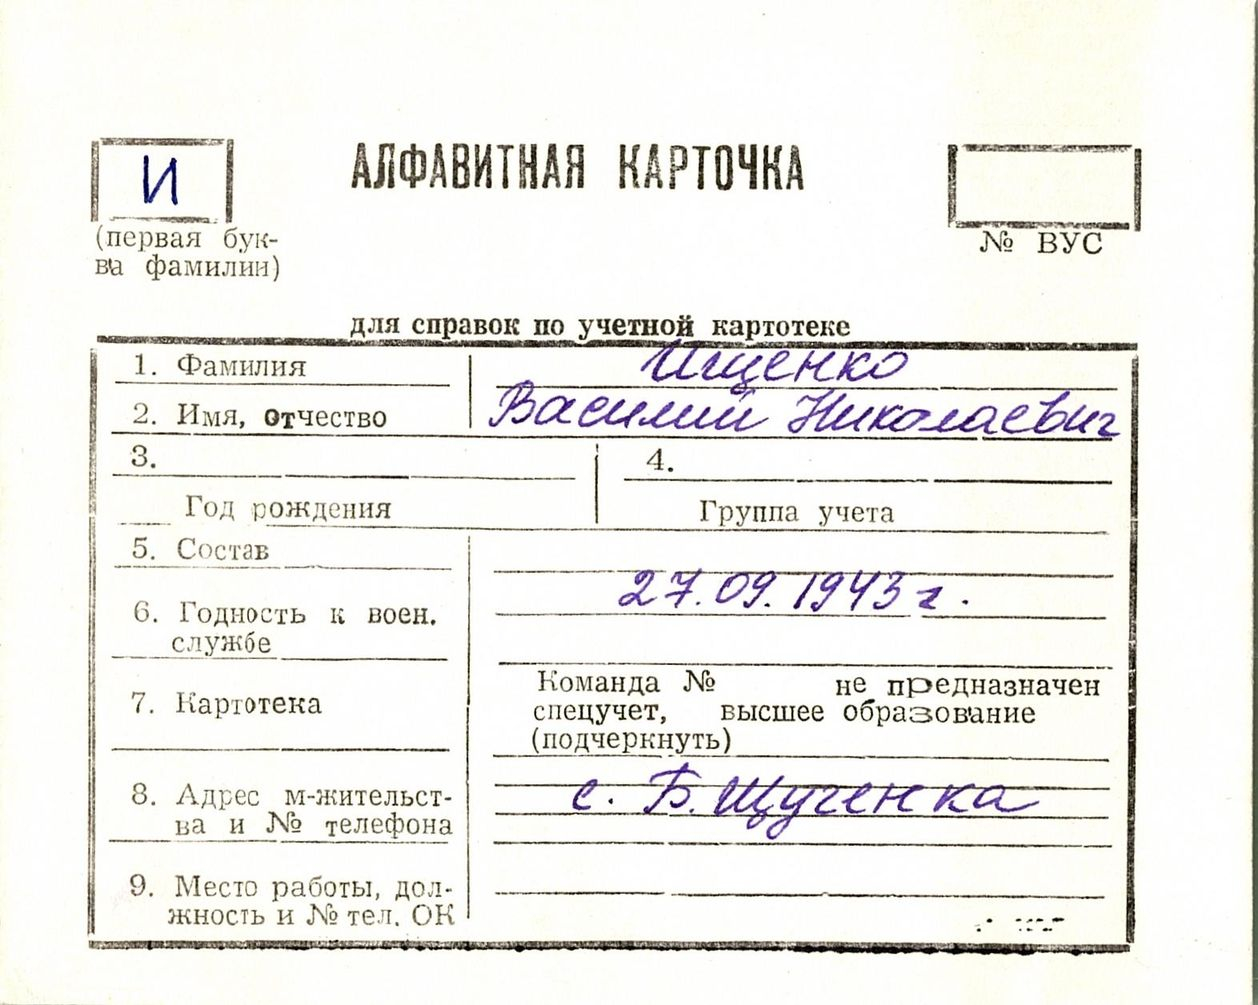 И
АЛФАВИТНАЯ КАРТОЧКА
(первая бук-
ва фамилии)
№ ВУС
для справок по учетной картотеке
1. Фамилия Ищенко
2. Имя, отчество Василий Николаевич
3. 4.
Год рождения Группа учета
5. Состав
27.09.1943 г.
6. Годность к воен.
службе
7. Картотека
Команда № не предназначен
спецучет, высшее образование
(подчеркнуть)
8. Адрес м-жительст-
ва и № телефона
с. Б. Щученка
9. Место работы, дол-
жность и № тел. ОК